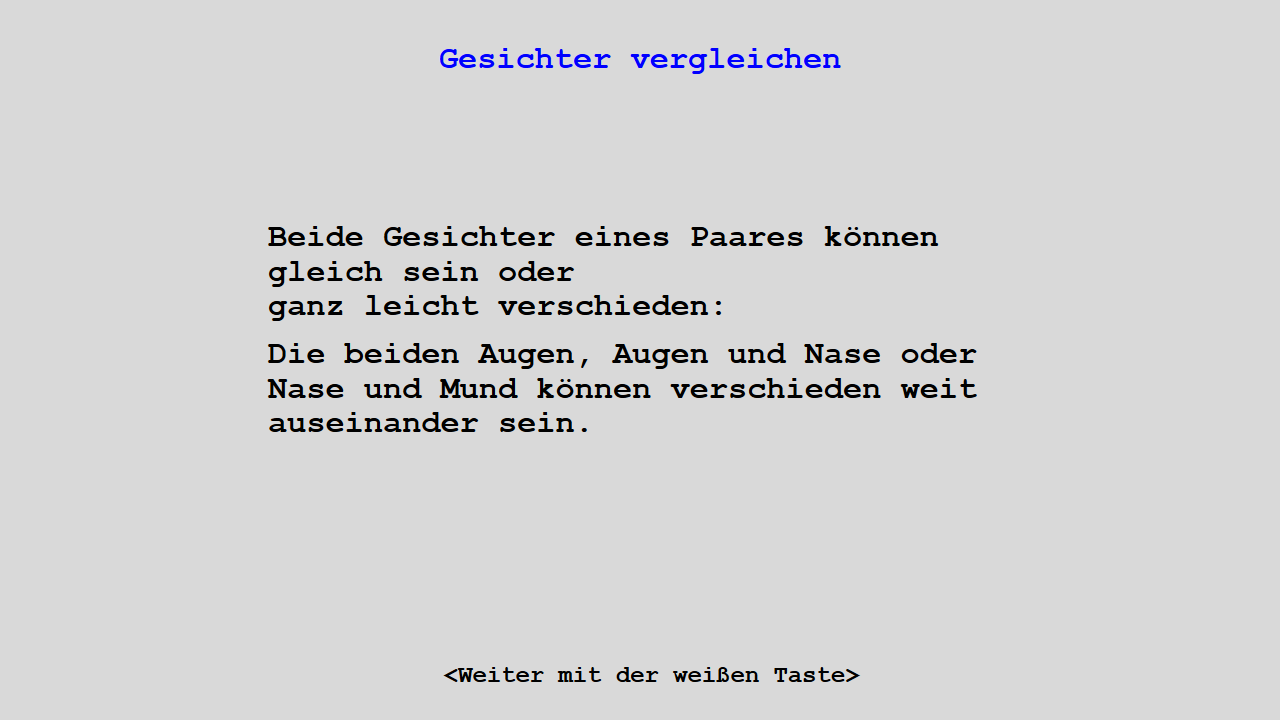 Gesichter vergleichen
Beide Gesichter eines Paares können
gleich sein oder
ganz leicht verschieden:
Die beiden Augen, Augen und Nase oder
Nase und Mund können verschieden weit
auseinander sein.
<Weiter mit der weißen Taste>